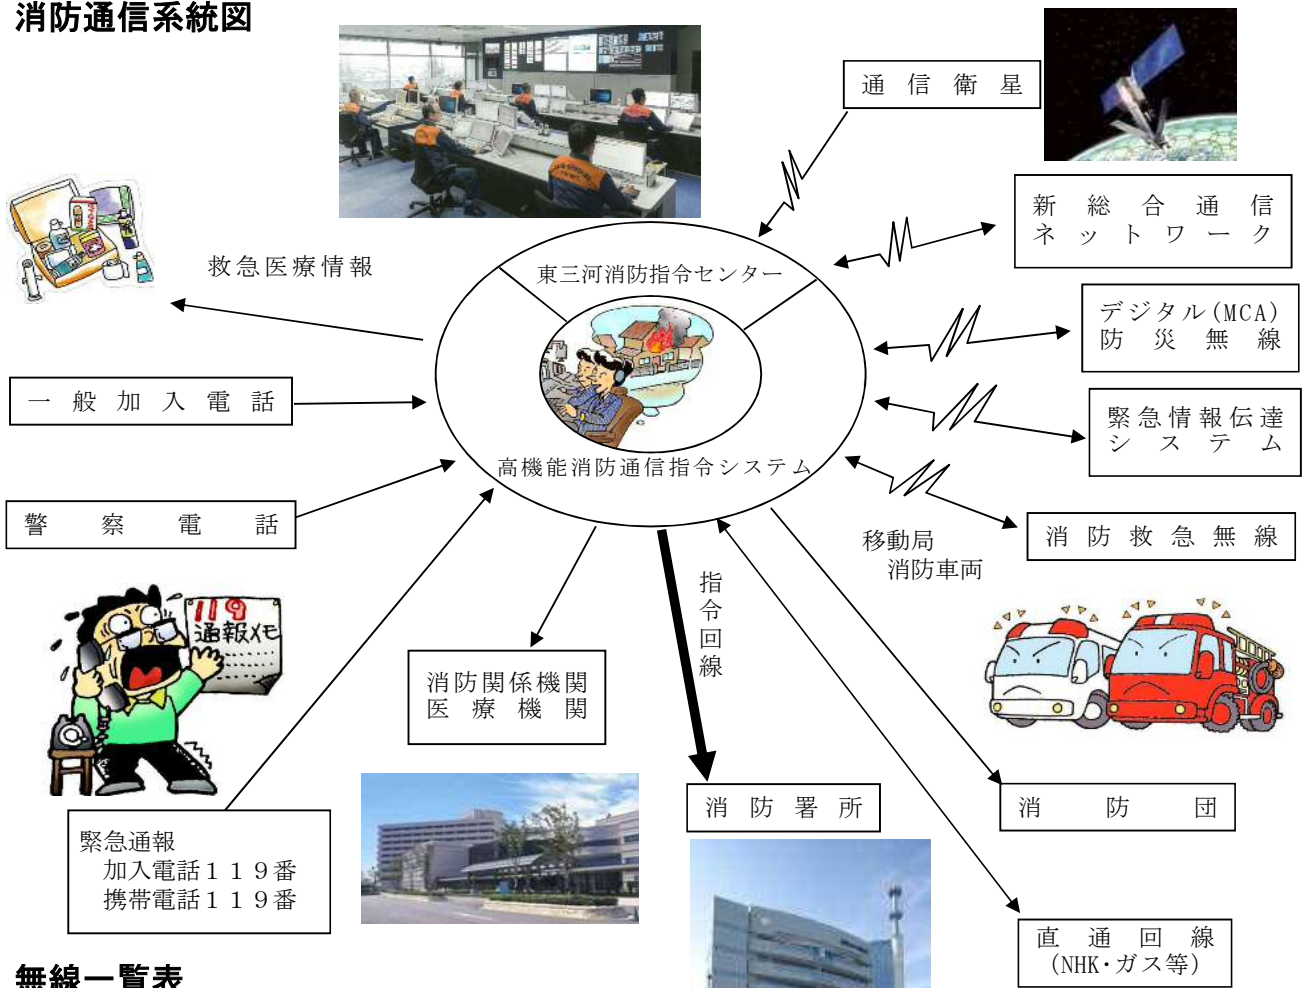 消防通信系統図
通信衛星
新総合通信
ネットワーク
東三河消防指令センター
救急医療情報
デジタル(MCA)
防災無線
一般加入電話
緊急情報伝達
システム
高機能消防通信指令システム
警察電話
消防救急無線
移動局
消防車両
指令回線
119
通報メモ
消防関係機関
医療機関
消防署所
消防団
緊急通報
加入電話119番
携帯電話119番
直通回線
(NHK・ガス等)
無線一覧表